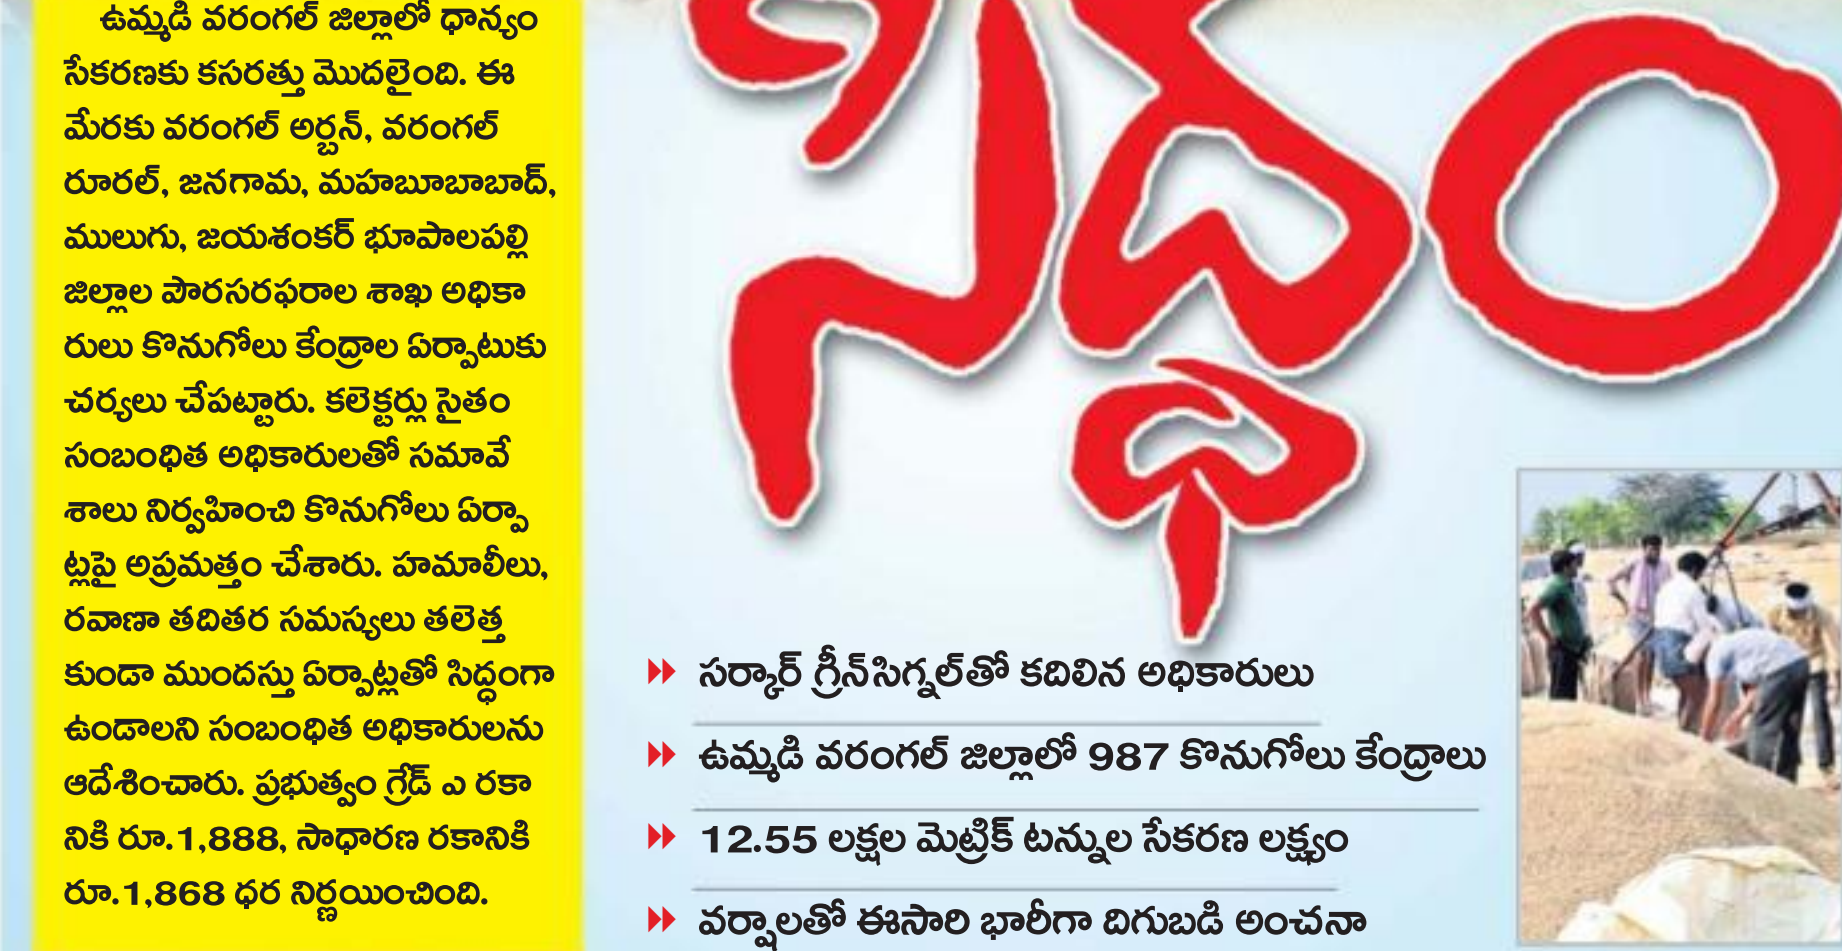 ఉమ్మడి వరంగల్ జిల్లాలో ధాన్యం
సేకరణకు కసరత్తు మొదలైంది. ఈ
మేరకు వరంగల్ అర్బన్, వరంగల్
రూరల్, జనగామ, మహబూబాబాద్,
ములుగు, జయశంకర్ భూపాలపల్లి
జిల్లాల పౌరసరఫరాల శాఖ అధికా
రులు కొనుగోలు కేంద్రాల ఏర్పాటుకు
చర్యలు చేపట్టారు. కలెక్టర్లు సైతం
సంబంధిత అధికారులతో సమావే
శాలు నిర్వహించి కొనుగోలు ఏర్పా
ట్లపై అప్రమత్తం చేశారు. హమాలీలు,
రవాణా తదితర సమస్యలు తలెత్త
కుండా ముందస్తు ఏర్పాట్లతో సిద్ధంగా
ఉండాలని సంబంధిత అధికారులను
ఆదేశించారు. ప్రభుత్వం గ్రేడ్ ఎ రకా
నికి రూ.1,888, సాధారణ రకానికి
రూ.1,868 ధర నిర్ణయించింది.
సిద్ధం
సర్కార్ గ్రీన్‌సిగ్నల్‌తో కదిలిన అధికారులు
ఉమ్మడి వరంగల్ జిల్లాలో 987 కొనుగోలు కేంద్రాలు
12.55 లక్షల మెట్రిక్ టన్నుల సేకరణ లక్ష్యం
వర్షాలతో ఈసారి భారీగా దిగుబడి అంచనా